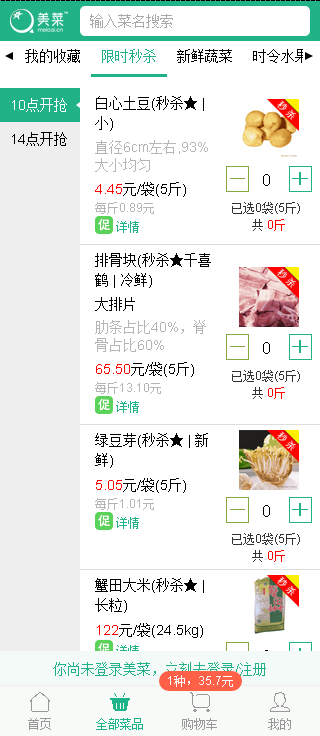 美菜
meicai.cn
输入菜名搜索
我的收藏
限时秒杀
新鲜蔬菜
时令水果
10点开抢
14点开抢
白心土豆(秒杀★ |
小)
直径6cm左右,93%
大小均匀
4.45元/袋(5斤)
每斤0.89元
促 详情
秒杀
0
已选0袋(5斤)
共 0斤
排骨块(秒杀★千喜
鹤 | 冷鲜)
大排片
肋条占比40%，脊
骨占比60%
65.50元/袋(5斤)
每斤13.10元
促 详情
秒杀
0
已选0袋(5斤)
共 0斤
绿豆芽(秒杀★ | 新
鲜)
5.05元/袋(5斤)
每斤1.01元
促 详情
秒杀
0
已选0袋(5斤)
共 0斤
蟹田大米(秒杀★ |
长粒)
122元/袋(24.5kg)
促 详情
秒杀
0
你尚未登录美菜，立刻去登录/注册
1种，35.7元
首页
全部菜品
购物车
我的